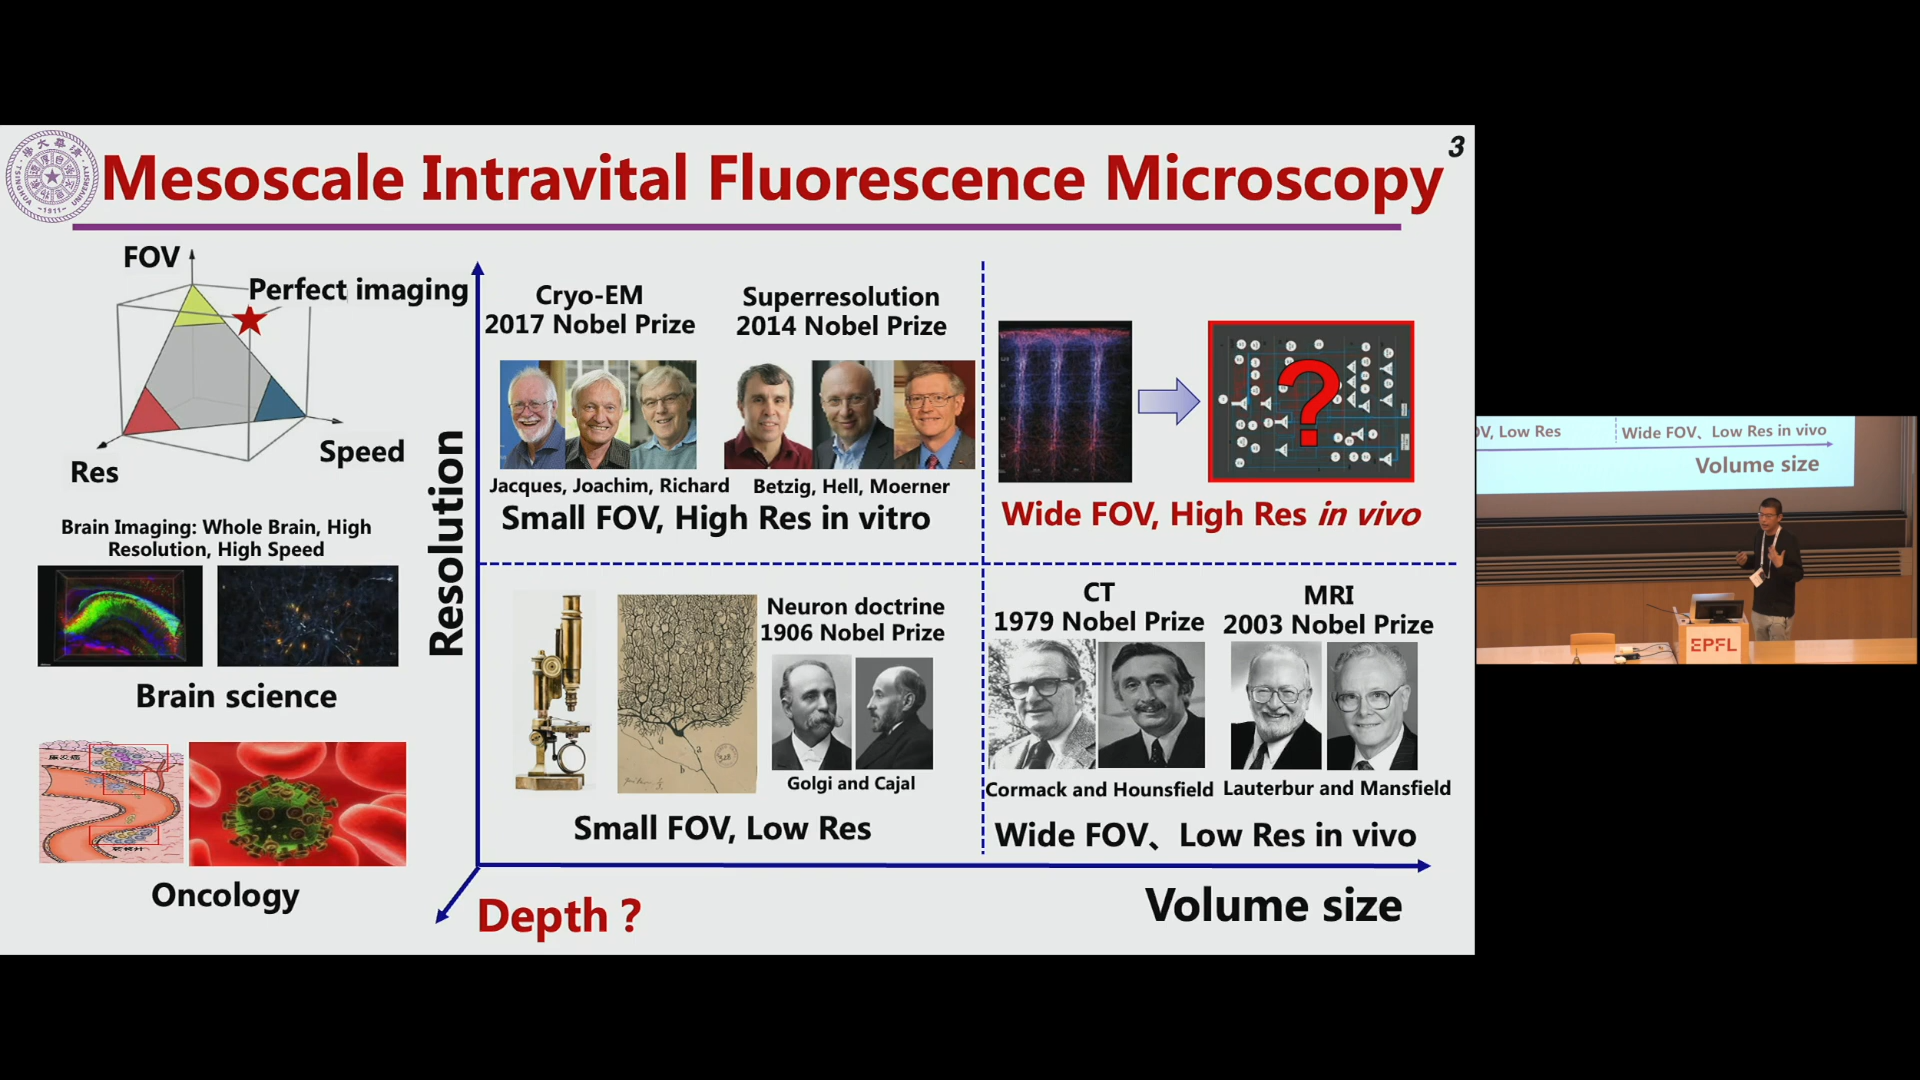 Mesoscale Intravital Fluorescence Microscopy
3
TSINGHUA UNIVERSITY
-1911-
FOV
Perfect imaging
Speed
Res
Brain Imaging: Whole Brain, High
Resolution, High Speed
Brain science
Oncology
Resolution
Cryo-EM
2017 Nobel Prize
Jacques, Joachim, Richard
Superresolution
2014 Nobel Prize
Betzig, Hell, Moerner
Small FOV, High Res in vitro
?
Wide FOV, High Res in vivo
Neuron doctrine
1906 Nobel Prize
Golgi and Cajal
Small FOV, Low Res
CT
1979 Nobel Prize
Cormack and Hounsfield
MRI
2003 Nobel Prize
Lauterbur and Mansfield
Wide FOV、Low Res in vivo
Depth？
Volume size
OV, Low Res
Wide FOV、Low Res in vivo
Volume size
EPFL